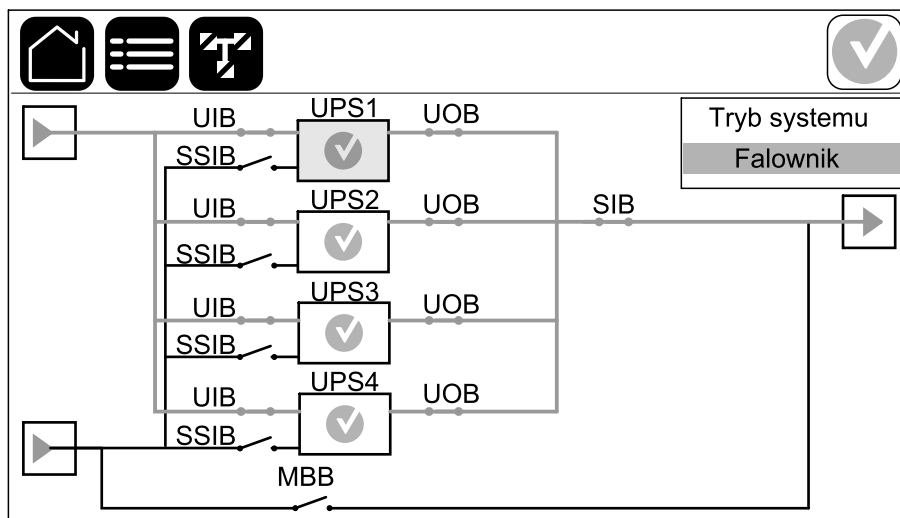 UIB UPS1 UOB
Tryb systemu
SSIB
Falownik
UIB UPS2 UOB SIB
SSIB
UIB UPS3 UOB
SSIB
UIB UPS4 UOB
SSIB
MBB